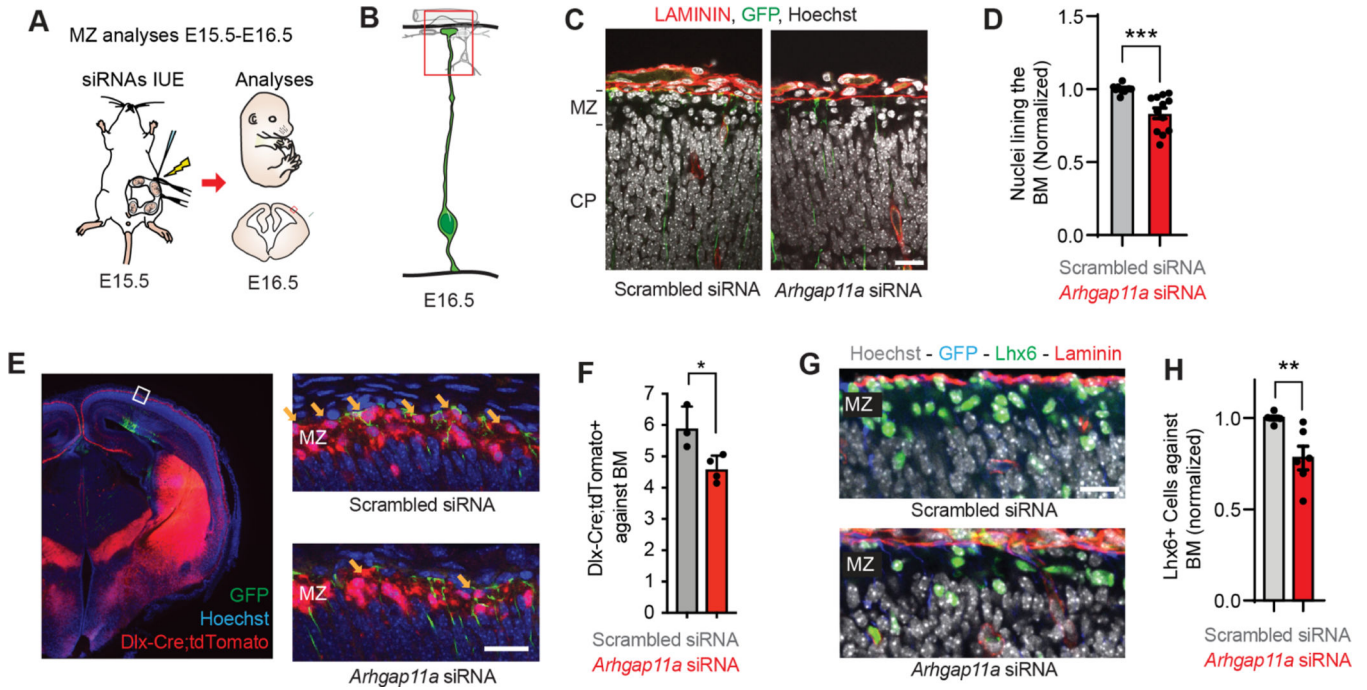 A
MZ analyses E15.5-E16.5
siRNAs IUE
Analyses
E15.5
E16.5
B
E16.5
C
LAMININ, GFP, Hoechst
MZ
CP
Scrambled siRNA
Arhgap11a siRNA
D
***
Nuclei lining the
BM (Normalized)
1.5
1.0
0.5
0.0
Scrambled siRNA
Arhgap11a siRNA
E
GFP
Hoechst
Dlx-Cre;tdTomato
MZ
Scrambled siRNA
MZ
Arhgap11a siRNA
F
*
Dlx-Cre;tdTomato+
against BM
7
6
5
4
3
2
1
0
Scrambled siRNA
Arhgap11a siRNA
G
Hoechst - GFP - Lhx6 - Laminin
MZ
Scrambled siRNA
MZ
Arhgap11a siRNA
H
**
Lhx6+ Cells against
BM (normalized)
1.0
0.5
0.0
Scrambled siRNA
Arhgap11a siRNA